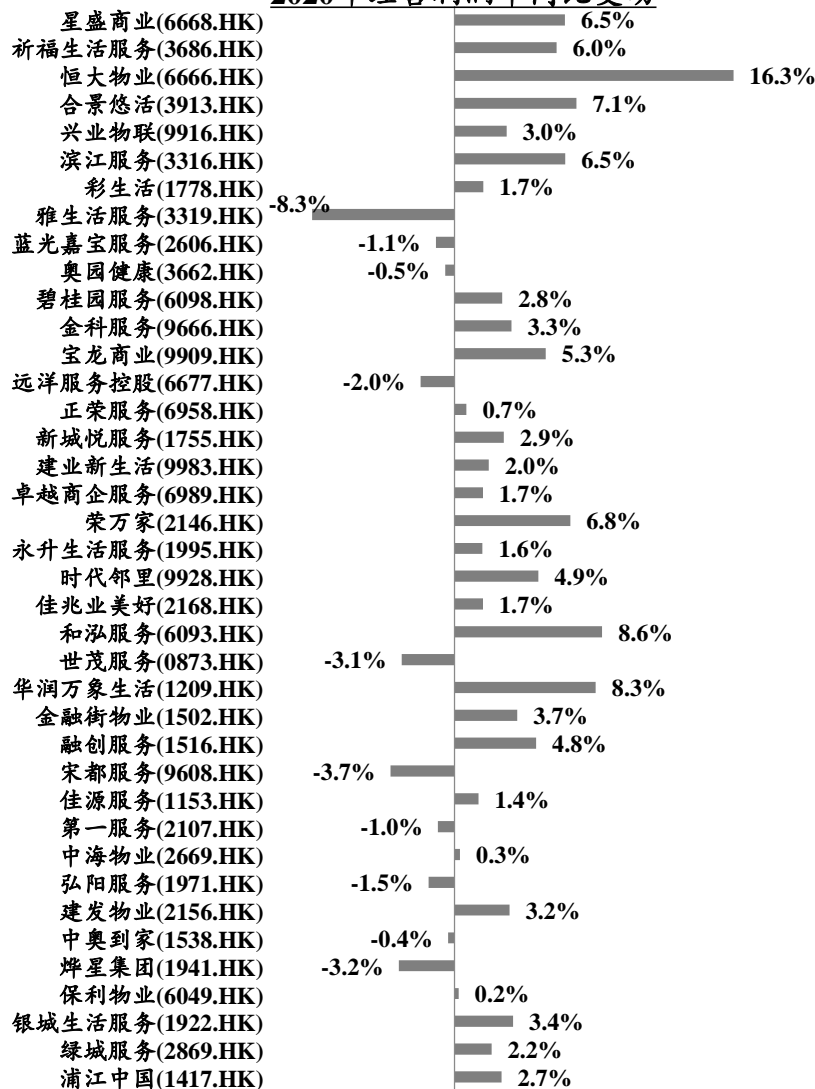 2020年经营利润率同比变动
星盛商业(6668.HK) 6.5%
祈福生活服务(3686.HK) 6.0%
恒大物业(6666.HK) 16.3%
合景悠活(3913.HK) 7.1%
兴业物联(9916.HK) 3.0%
滨江服务(3316.HK) 6.5%
彩生活(1778.HK) 1.7%
雅生活服务(3319.HK) -8.3%
蓝光嘉宝服务(2606.HK) -1.1%
奥园健康(3662.HK) -0.5%
碧桂园服务(6098.HK) 2.8%
金科服务(9666.HK) 3.3%
宝龙商业(9909.HK) 5.3%
远洋服务控股(6677.HK) -2.0%
正荣服务(6958.HK) 0.7%
新城悦服务(1755.HK) 2.9%
建业新生活(9983.HK) 2.0%
卓越商企服务(6989.HK) 1.7%
荣万家(2146.HK) 6.8%
永升生活服务(1995.HK) 1.6%
时代邻里(9928.HK) 4.9%
佳兆业美好(2168.HK) 1.7%
和泓服务(6093.HK) 8.6%
世茂服务(0873.HK) -3.1%
华润万象生活(1209.HK) 8.3%
金融街物业(1502.HK) 3.7%
融创服务(1516.HK) 4.8%
宋都服务(9608.HK) -3.7%
佳源服务(1153.HK) 1.4%
第一服务(2107.HK) -1.0%
中海物业(2669.HK) 0.3%
弘阳服务(1971.HK) -1.5%
建发物业(2156.HK) 3.2%
中奥到家(1538.HK) -0.4%
烨星集团(1941.HK) -3.2%
保利物业(6049.HK) 0.2%
银城生活服务(1922.HK) 3.4%
绿城服务(2869.HK) 2.2%
浦江中国(1417.HK) 2.7%